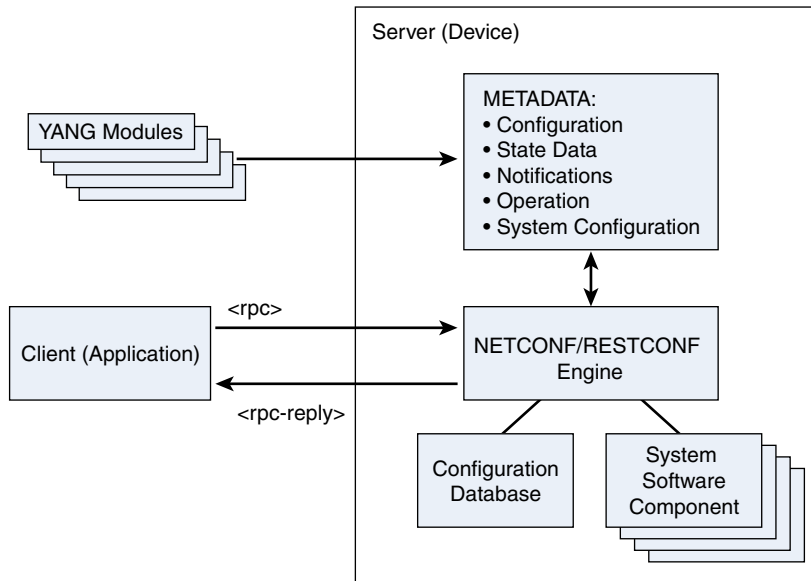 Server (Device)
YANG Modules
METADATA:
• Configuration
• State Data
• Notifications
• Operation
• System Configuration
<rpc>
Client (Application)
NETCONF/RESTCONF
Engine
<rpc-reply>
Configuration
Database
System
Software
Component